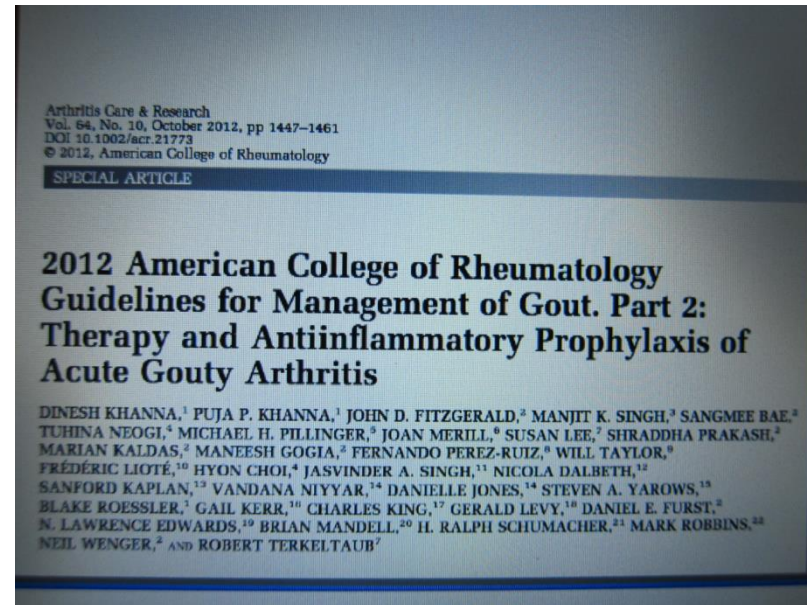 Arthritis Care & Research
Vol. 64, No. 10, October 2012, pp 1447–1461
DOI 10.1002/acr.21773
© 2012, American College of Rheumatology
SPECIAL ARTICLE
2012 American College of Rheumatology
Guidelines for Management of Gout. Part 2:
Therapy and Antiinflammatory Prophylaxis of
Acute Gouty Arthritis
DINESH KHANNA,¹ PUJA P. KHANNA,¹ JOHN D. FITZGERALD,² MANJIT K. SINGH,³ SANGMEE BAE,²
TUHINA NEOGI,⁴ MICHAEL H. PILLINGER,⁵ JOAN MERILL,⁶ SUSAN LEE,⁷ SHRADDHA PRAKASH,²
MARIAN KALDAS,² MANEESH GOGIA,² FERNANDO PEREZ-RUIZ,⁸ WILL TAYLOR,⁹
FRÉDÉRIC LIOTÉ,¹⁰ HYON CHOI,⁴ JASVINDER A. SINGH,¹¹ NICOLA DALBETH,¹²
SANFORD KAPLAN,¹³ VANDANA NIYYAR,¹⁴ DANIELLE JONES,¹⁴ STEVEN A. YAROWS,¹⁵
BLAKE ROESSLER,¹ GAIL KERR,¹⁶ CHARLES KING,¹⁷ GERALD LEVY,¹⁸ DANIEL E. FURST,²
N. LAWRENCE EDWARDS,¹⁹ BRIAN MANDELL,²⁰ H. RALPH SCHUMACHER,²¹ MARK ROBBINS,²²
NEIL WENGER,² AND ROBERT TERKELTAUB⁷